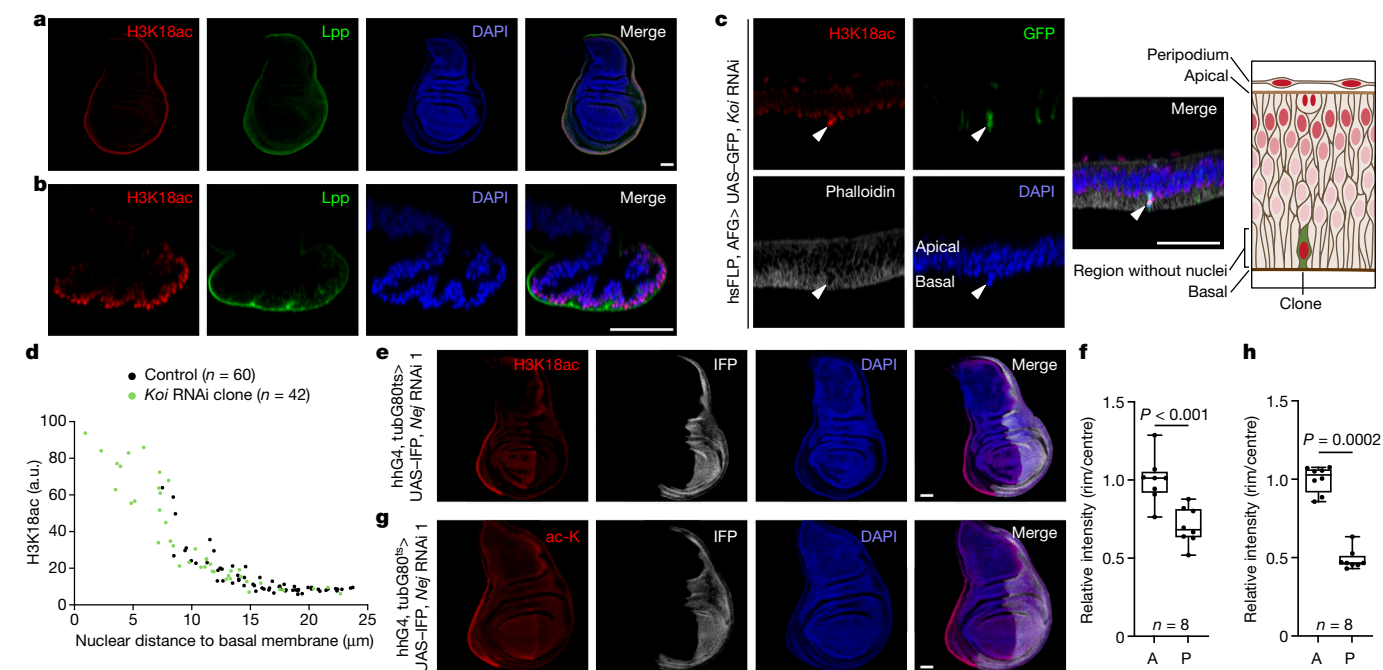 a
H3K18ac
Lpp
DAPI
Merge
b
H3K18ac
Lpp
DAPI
Merge
c
hsFLP, AFG> UAS–GFP, Koi RNAi
H3K18ac
GFP
Phalloidin
DAPI
Apical
Basal
Merge
Peripodium
Apical
Region without nuclei
Basal
Clone
d
Control (n = 60)
Koi RNAi clone (n = 42)
H3K18ac (a.u.)
100
80
60
40
20
0
0 5 10 15 20 25
Nuclear distance to basal membrane (μm)
e
hhG4, tubG80ts>
UAS–IFP, Nej RNAi 1
H3K18ac
IFP
DAPI
Merge
g
hhG4, tubG80ts>
UAS–IFP, Nej RNAi 1
ac-K
IFP
DAPI
Merge
f
Relative intensity (rim/centre)
1.5
1.0
0.5
0
P < 0.001
n = 8
A P
h
Relative intensity (rim/centre)
1.5
1.0
0.5
0
P = 0.0002
n = 8
A P